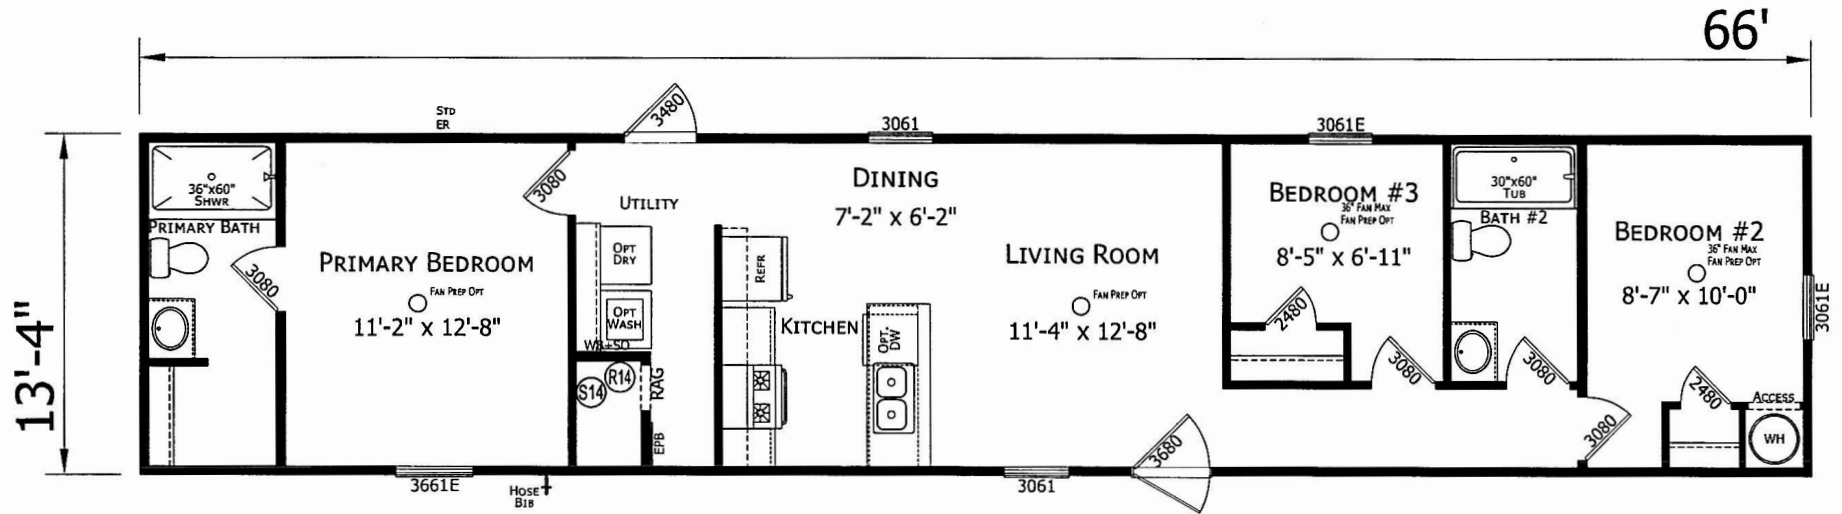 66'
13'-4"
STD
ER
3480
3061
3061E
36"x60"
SHWR
PRIMARY BATH
3080
PRIMARY BEDROOM
FAN PREP OPT
11'-2" x 12'-8"
3080
UTILITY
OPT
DRY
OPT
WASH
WB+SO
S14
R14
RAG
EPB
DINING
7'-2" x 6'-2"
REFR
KITCHEN
OPT.
DW
LIVING ROOM
FAN PREP OPT
11'-4" x 12'-8"
BEDROOM #3
36" FAN MAX
FAN PREP OPT
8'-5" x 6'-11"
2480
3080
30"x60"
TUB
BATH #2
3080
BEDROOM #2
36" FAN MAX
FAN PREP OPT
8'-7" x 10'-0"
3061E
2480
ACCESS
WH
3080
3680
3661E
HOSE
BIB
3061